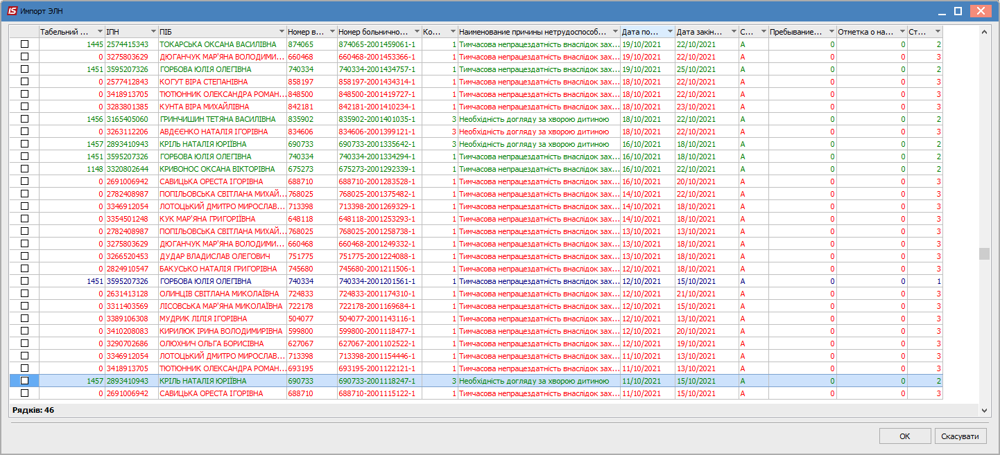 IS Импорт ЭЛН
Табельний ... ІПН ПІБ Номер в... Номер больнично... Ко... Наименование причины нетрудоспособ... Дата по... Дата закін... С... Пребывание... Отметка о на... Ст...
1445 2574415343 ТОКАРСЬКА ОКСАНА ВАСИЛІВНА 874065 874065-2001459061-1 1 Тимчасова непрацездатність внаслідок зах... 19/10/2021 22/10/2021 А 0 0 2
0 3275803629 ДЮГАНЧУК МАР'ЯНА ВОЛОДИМИ... 660468 660468-2001453366-1 1 Тимчасова непрацездатність внаслідок зах... 19/10/2021 22/10/2021 А 0 0 3
1451 3595207326 ГОРБОВА ЮЛІЯ ОЛЕГІВНА 740334 740334-2001434757-1 1 Тимчасова непрацездатність внаслідок зах... 19/10/2021 25/10/2021 А 0 0 2
0 2577412843 КОГУТ ВІРА СТЕПАНІВНА 858197 858197-2001434314-1 1 Тимчасова непрацездатність внаслідок зах... 18/10/2021 22/10/2021 А 0 0 3
0 3418913705 ТЮТЮННИК ОЛЕКСАНДРА РОМАН... 848500 848500-2001419727-1 1 Тимчасова непрацездатність внаслідок зах... 18/10/2021 22/10/2021 А 0 0 3
0 3283801385 КУНТА ВІРА МИХАЙЛІВНА 842181 842181-2001410234-1 1 Тимчасова непрацездатність внаслідок зах... 18/10/2021 23/10/2021 А 0 0 3
1456 3165405060 ГРИНЧИШИН ТЕТЯНА ВАСИЛІВНА 835902 835902-2001401035-1 3 Необхідність догляду за хворою дитиною 18/10/2021 22/10/2021 А 0 0 2
0 3263112206 АВДЄЄНКО НАТАЛІЯ ІГОРІВНА 834606 834606-2001399121-1 3 Необхідність догляду за хворою дитиною 18/10/2021 22/10/2021 А 0 0 3
1457 2893410943 КРІЛЬ НАТАЛІЯ ЮРІЇВНА 690733 690733-2001335642-1 3 Необхідність догляду за хворою дитиною 16/10/2021 18/10/2021 А 0 0 2
1451 3595207326 ГОРБОВА ЮЛІЯ ОЛЕГІВНА 740334 740334-2001334294-1 1 Тимчасова непрацездатність внаслідок зах... 16/10/2021 18/10/2021 А 0 0 2
1148 3320802644 КРИВОНОС ОКСАНА ВІКТОРІВНА 675273 675273-2001292339-1 1 Тимчасова непрацездатність внаслідок зах... 16/10/2021 22/10/2021 А 0 0 2
0 2691006942 САВИЦЬКА ОРЕСТА ІГОРІВНА 688710 688710-2001283528-1 1 Тимчасова непрацездатність внаслідок зах... 16/10/2021 20/10/2021 А 0 0 3
0 2782408987 ПОПІЛЬОВСЬКА СВІТЛАНА МИХАЙ... 768025 768025-2001375482-1 1 Тимчасова непрацездатність внаслідок зах... 14/10/2021 22/10/2021 А 0 0 3
0 3346912054 ЛОТОЦЬКИЙ ДМИТРО МИРОСЛАВ... 713398 713398-2001269329-1 1 Тимчасова непрацездатність внаслідок зах... 14/10/2021 18/10/2021 А 0 0 3
0 3354501248 КУК МАР'ЯНА ГРИГОРІЇВНА 648118 648118-2001253293-1 1 Тимчасова непрацездатність внаслідок зах... 14/10/2021 18/10/2021 А 0 0 3
0 2782408987 ПОПІЛЬОВСЬКА СВІТЛАНА МИХАЙ... 768025 768025-2001258738-1 1 Тимчасова непрацездатність внаслідок зах... 13/10/2021 13/10/2021 А 0 0 3
0 3275803629 ДЮГАНЧУК МАР'ЯНА ВОЛОДИМИ... 660468 660468-2001249332-1 1 Тимчасова непрацездатність внаслідок зах... 13/10/2021 18/10/2021 А 0 0 3
0 3266520453 ДУДАР ВЛАДИСЛАВ ОЛЕГОВИЧ 751775 751775-2001224088-1 1 Тимчасова непрацездатність внаслідок зах... 13/10/2021 18/10/2021 А 0 0 3
0 2824910547 БАКУСЬКО НАТАЛІЯ ГРИГОРІВНА 745680 745680-2001211506-1 1 Тимчасова непрацездатність внаслідок зах... 12/10/2021 18/10/2021 А 0 0 3
1451 3595207326 ГОРБОВА ЮЛІЯ ОЛЕГІВНА 740334 740334-2001201561-1 1 Тимчасова непрацездатність внаслідок зах... 12/10/2021 15/10/2021 А 0 0 1
0 2631413128 ОЛИНЦІВ СВІТЛАНА МИКОЛАЇВНА 724833 724833-2001174310-1 1 Тимчасова непрацездатність внаслідок зах... 12/10/2021 21/10/2021 А 0 0 3
0 3311403569 ЛІСОВСЬКА МАР'ЯНА МИКОЛАЇВНА 722178 722178-2001169684-1 1 Тимчасова непрацездатність внаслідок зах... 12/10/2021 15/10/2021 А 0 0 3
0 3389106308 МУДРИК ЛІЛІЯ ІГОРІВНА 504077 504077-2001143116-1 1 Тимчасова непрацездатність внаслідок зах... 12/10/2021 13/10/2021 А 0 0 3
0 3410208083 КИРИЛЮК ІРИНА ВОЛОДИМИРІВНА 599800 599800-2001118477-1 1 Тимчасова непрацездатність внаслідок зах... 12/10/2021 20/10/2021 А 0 0 3
0 3290702686 ОЛЮХНИЧ ОЛЬГА БОРИСІВНА 627067 627067-2001102522-1 1 Тимчасова непрацездатність внаслідок зах... 12/10/2021 19/10/2021 А 0 0 3
0 3346912054 ЛОТОЦЬКИЙ ДМИТРО МИРОСЛАВ... 713398 713398-2001154446-1 1 Тимчасова непрацездатність внаслідок зах... 11/10/2021 13/10/2021 А 0 0 3
0 3418913705 ТЮТЮННИК ОЛЕКСАНДРА РОМАН... 693195 693195-2001122121-1 1 Тимчасова непрацездатність внаслідок зах... 11/10/2021 13/10/2021 А 0 0 3
1457 2893410943 КРІЛЬ НАТАЛІЯ ЮРІЇВНА 690733 690733-2001118247-1 3 Необхідність догляду за хворою дитиною 11/10/2021 15/10/2021 А 0 0 2
0 2691006942 САВИЦЬКА ОРЕСТА ІГОРІВНА 688710 688710-2001115122-1 1 Тимчасова непрацездатність внаслідок зах... 11/10/2021 15/10/2021 А 0 0 3
Рядків: 46
ОК Скасувати